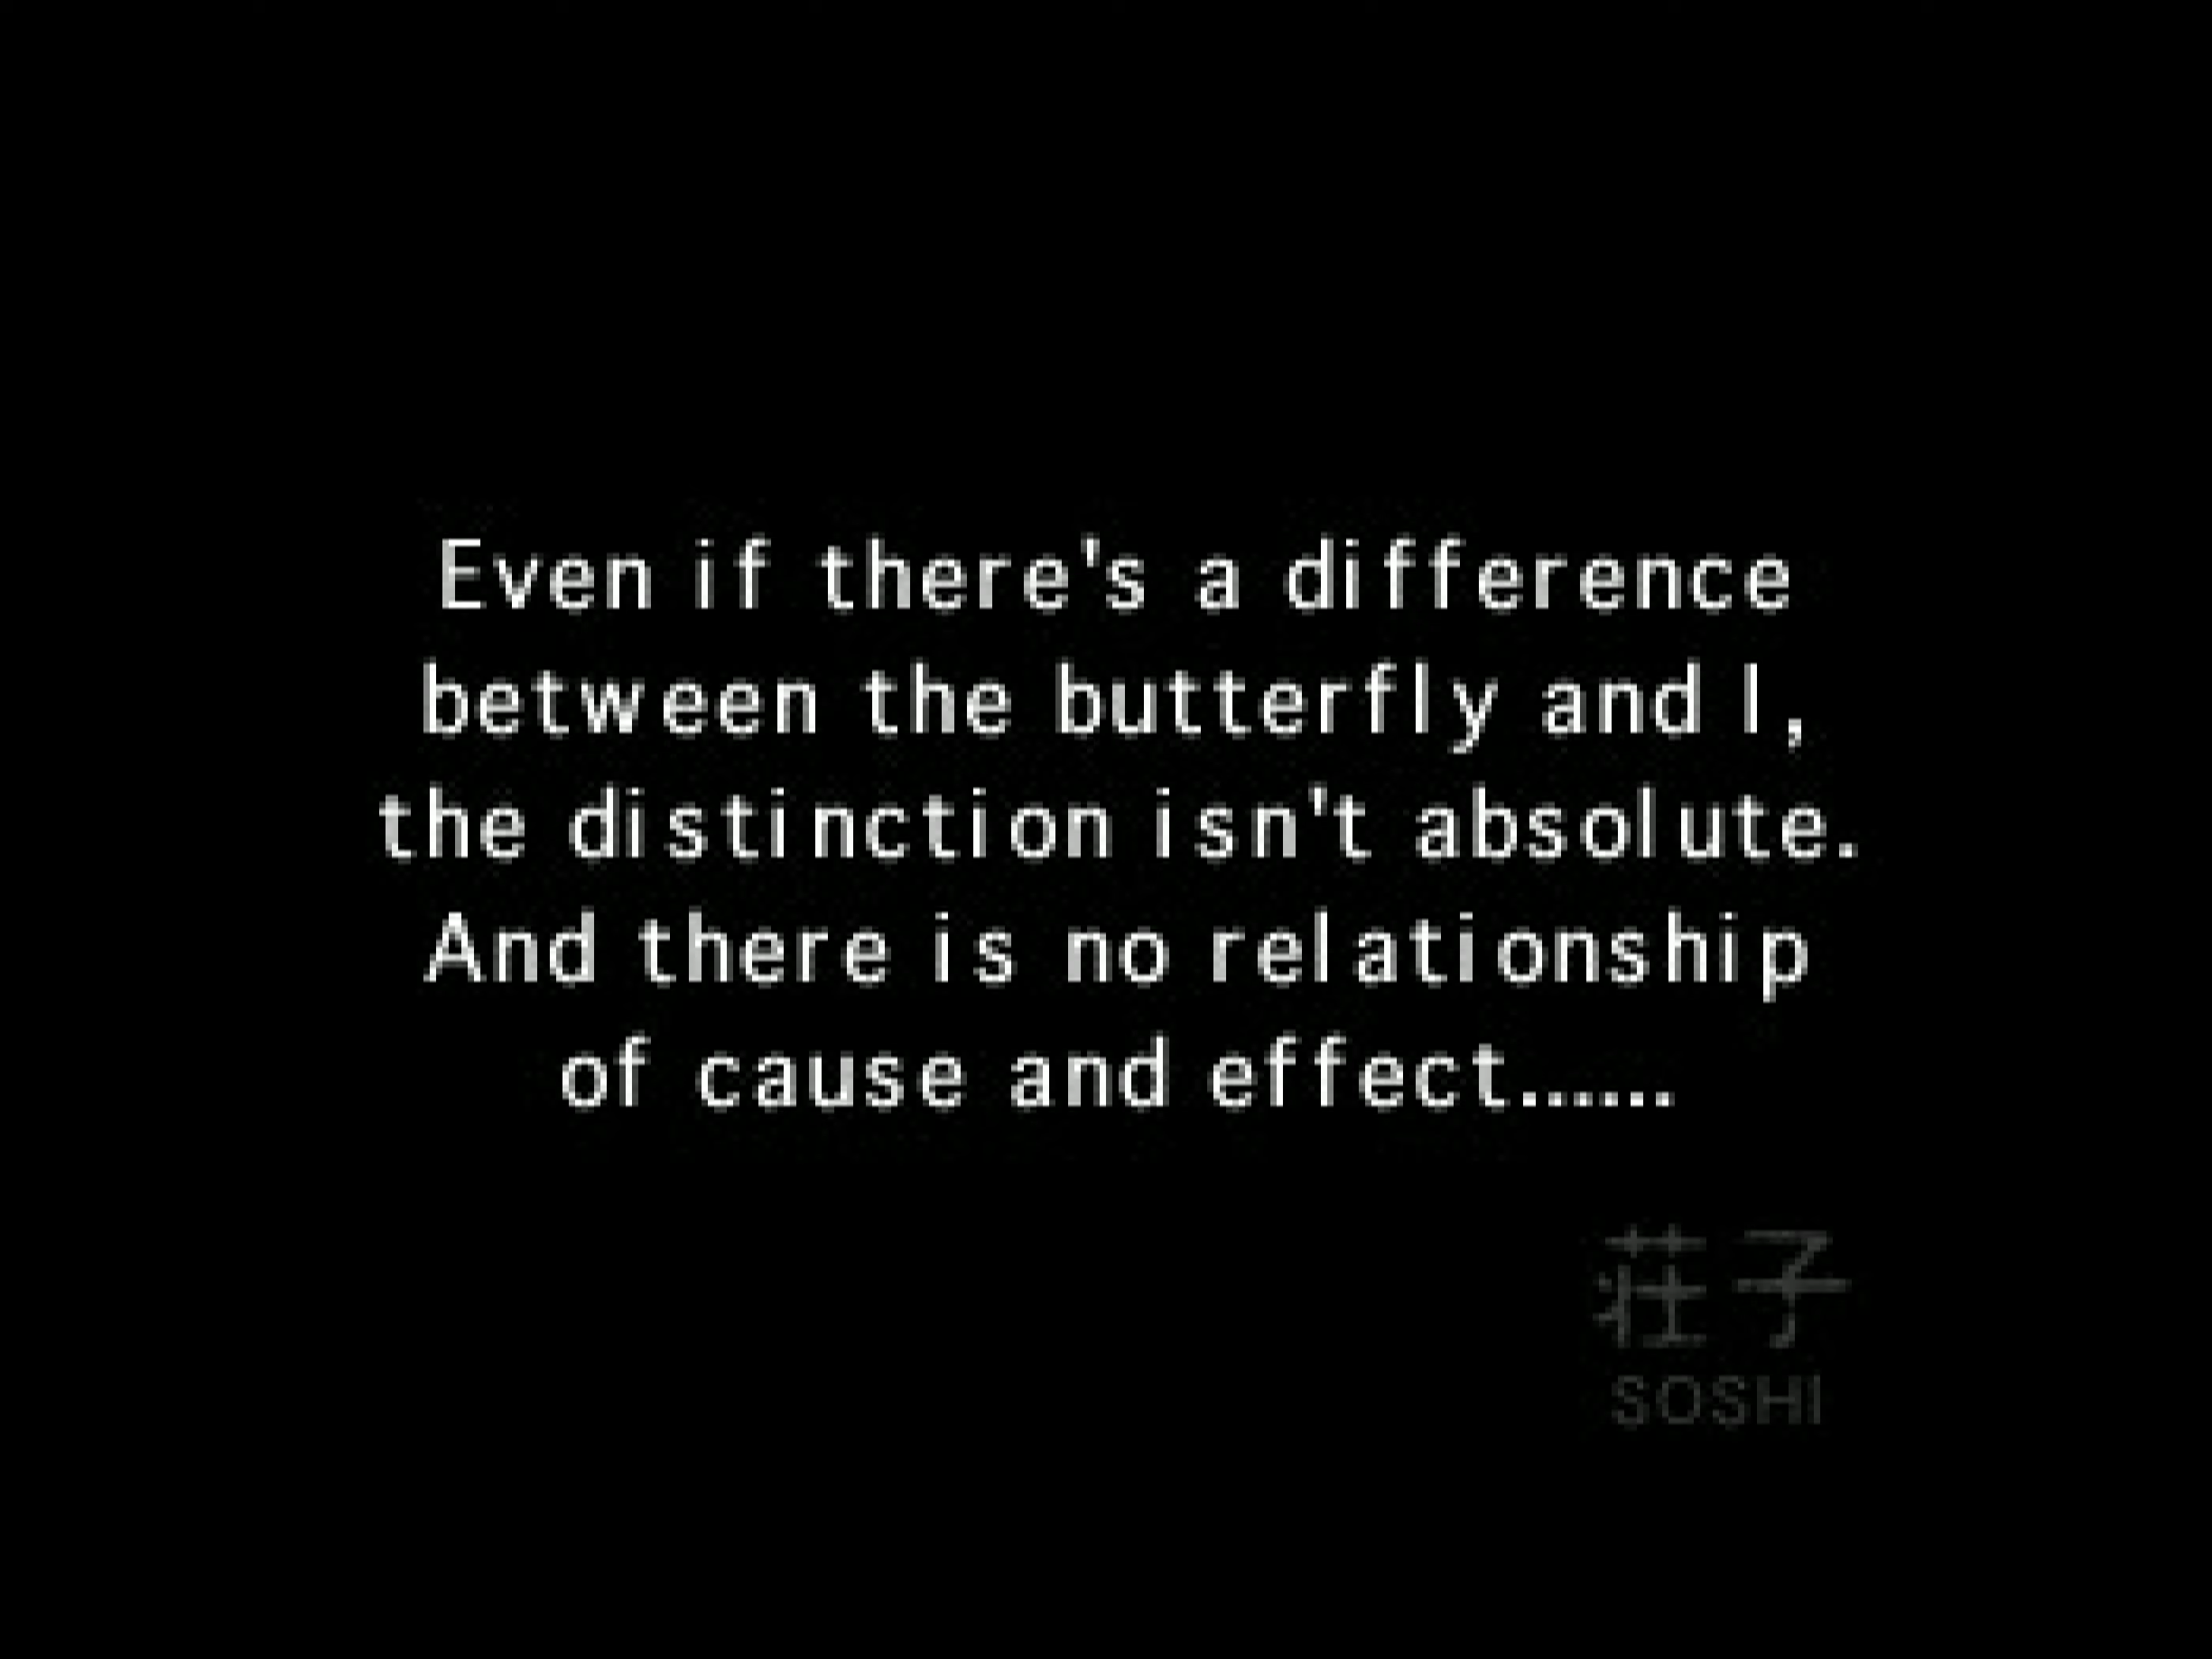 Even if there's a difference
between the butterfly and I,
the distinction isn't absolute.
And there is no relationship
of cause and effect......
荘子
SOSHI